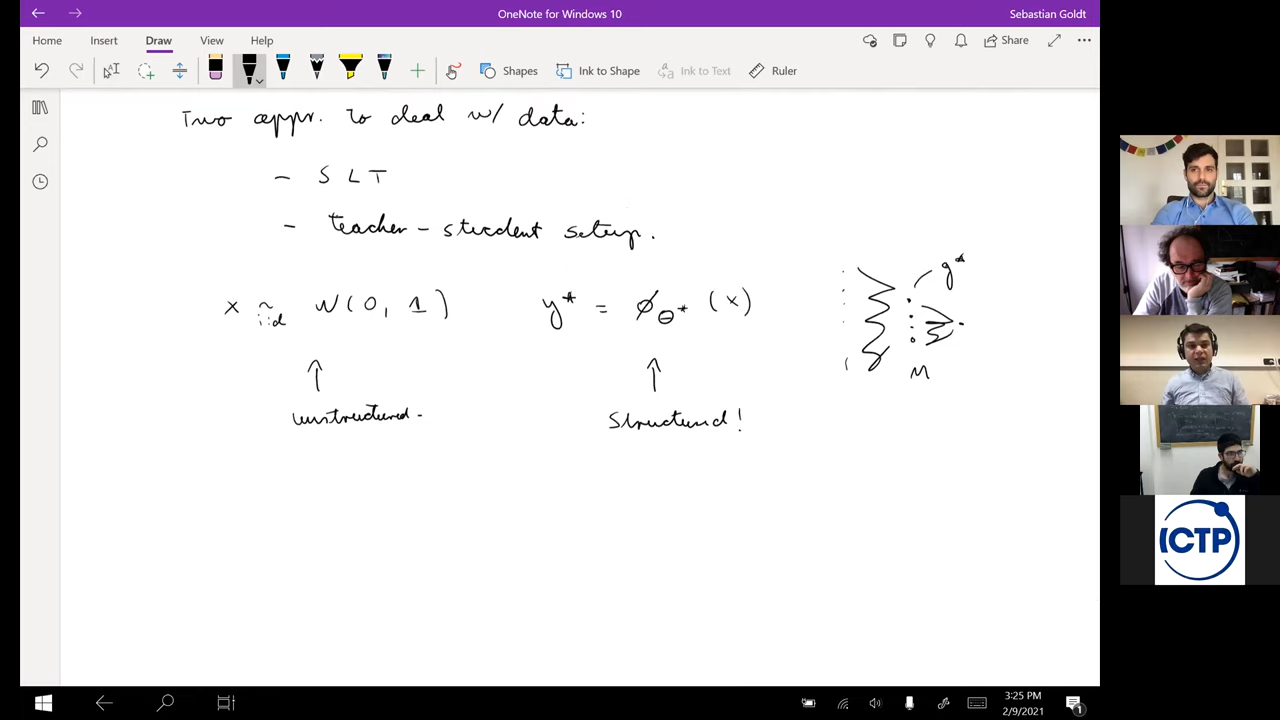 OneNote for Windows 10
Sebastian Goldt
Home Insert Draw View Help
Share
Shapes Ink to Shape Ink to Text Ruler
Two appr. to deal w/ data:
- SLT
- teacher-student setup.
x ~ N(0, 1) y* = ϕθ* (x) g*
iid
M
unstructured. Structured!
ICTP
3:25 PM
2/9/2021
1